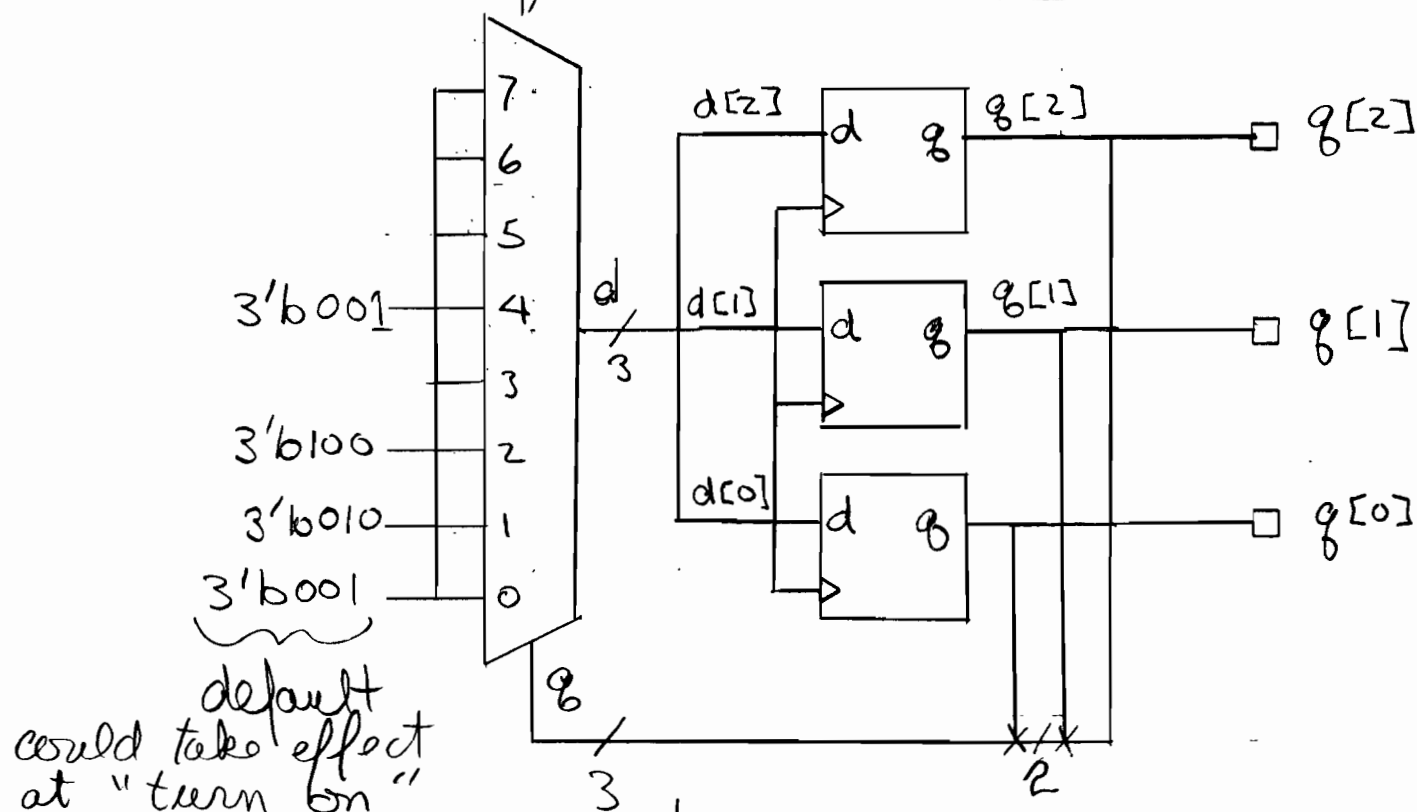 7
6
5
3'b001 4
3
3'b100 2
3'b010 1
3'b001 0
default
could take effect
at "turn on"
d
3
q
3
2
d[2]
d q
q[2]
q[2]
d[1]
d q
q[1]
q[1]
d[0]
d q
q[0]